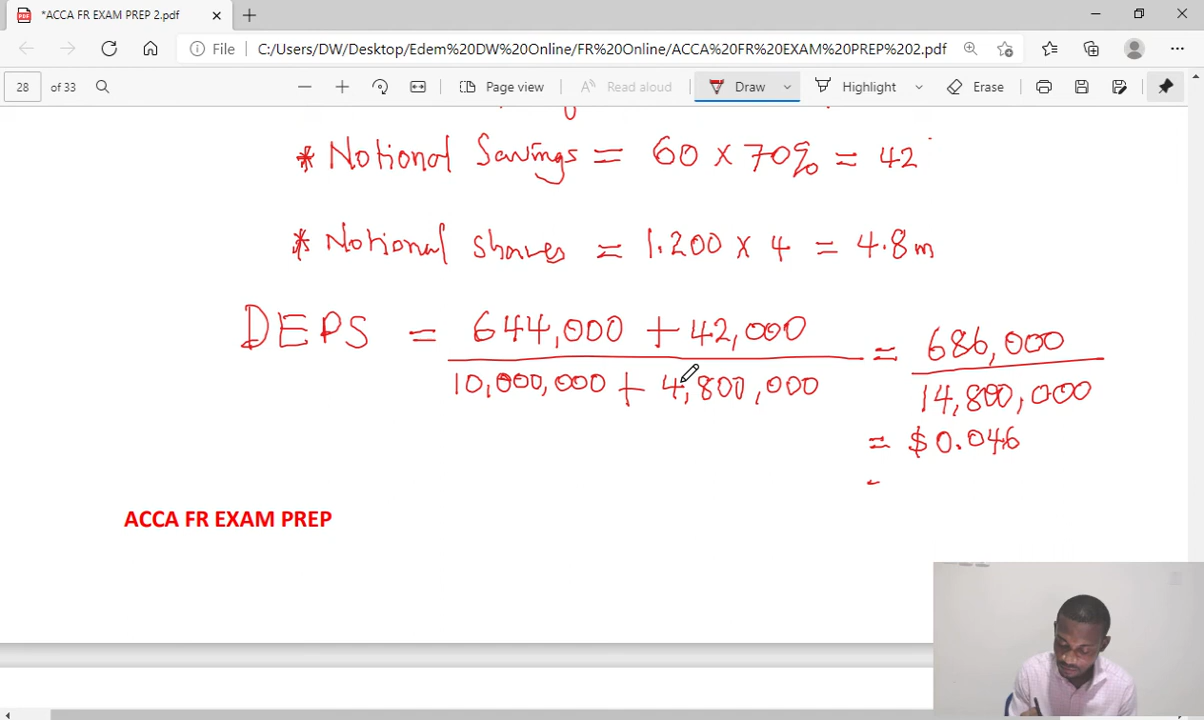 *ACCA FR EXAM PREP 2.pdf
File C:/Users/DW/Desktop/Edem%20DW%20Online/FR%20Online/ACCA%20FR%20EXAM%20PREP%202.pdf
28 of 33 Page view Read aloud Draw Highlight Erase
* Notional Savings = 60 x 70% = 42
* Notional shares = 1.200 x 4 = 4.8m
DEPS = 644,000 + 42,000 = 686,000
10,000,000 + 4,800,000 14,800,000
= $0.046
ACCA FR EXAM PREP